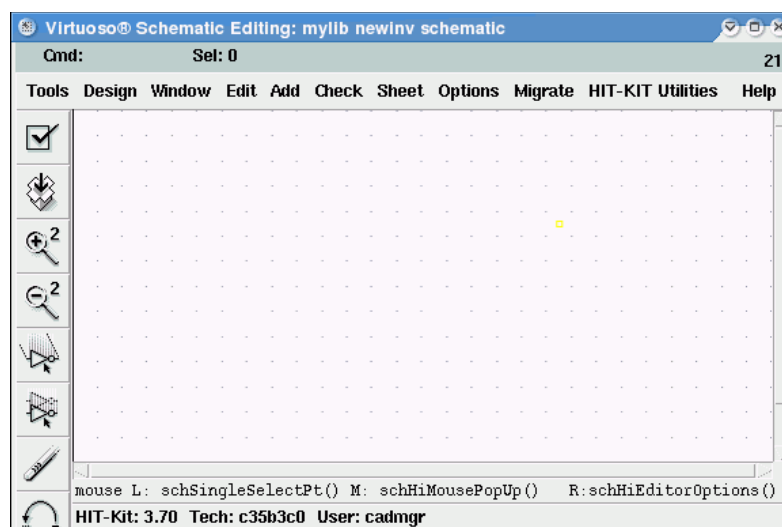 Virtuoso® Schematic Editing: mylib newinv schematic
Cmd: Sel: 0 21
Tools Design Window Edit Add Check Sheet Options Migrate HIT-KIT Utilities Help
2
2
mouse L: schSingleSelectPt() M: schHiMousePopUp() R:schHiEditorOptions()
HIT-Kit: 3.70 Tech: c35b3c0 User: cadmgr